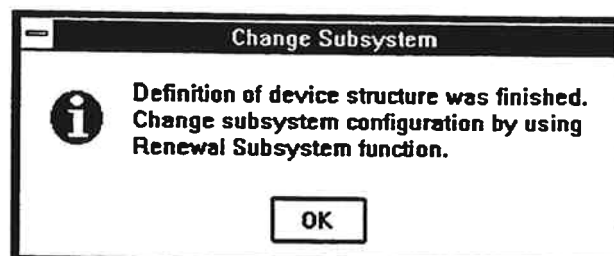 Change Subsystem
Definition of device structure was finished.
Change subsystem configuration by using
Renewal Subsystem function.
OK